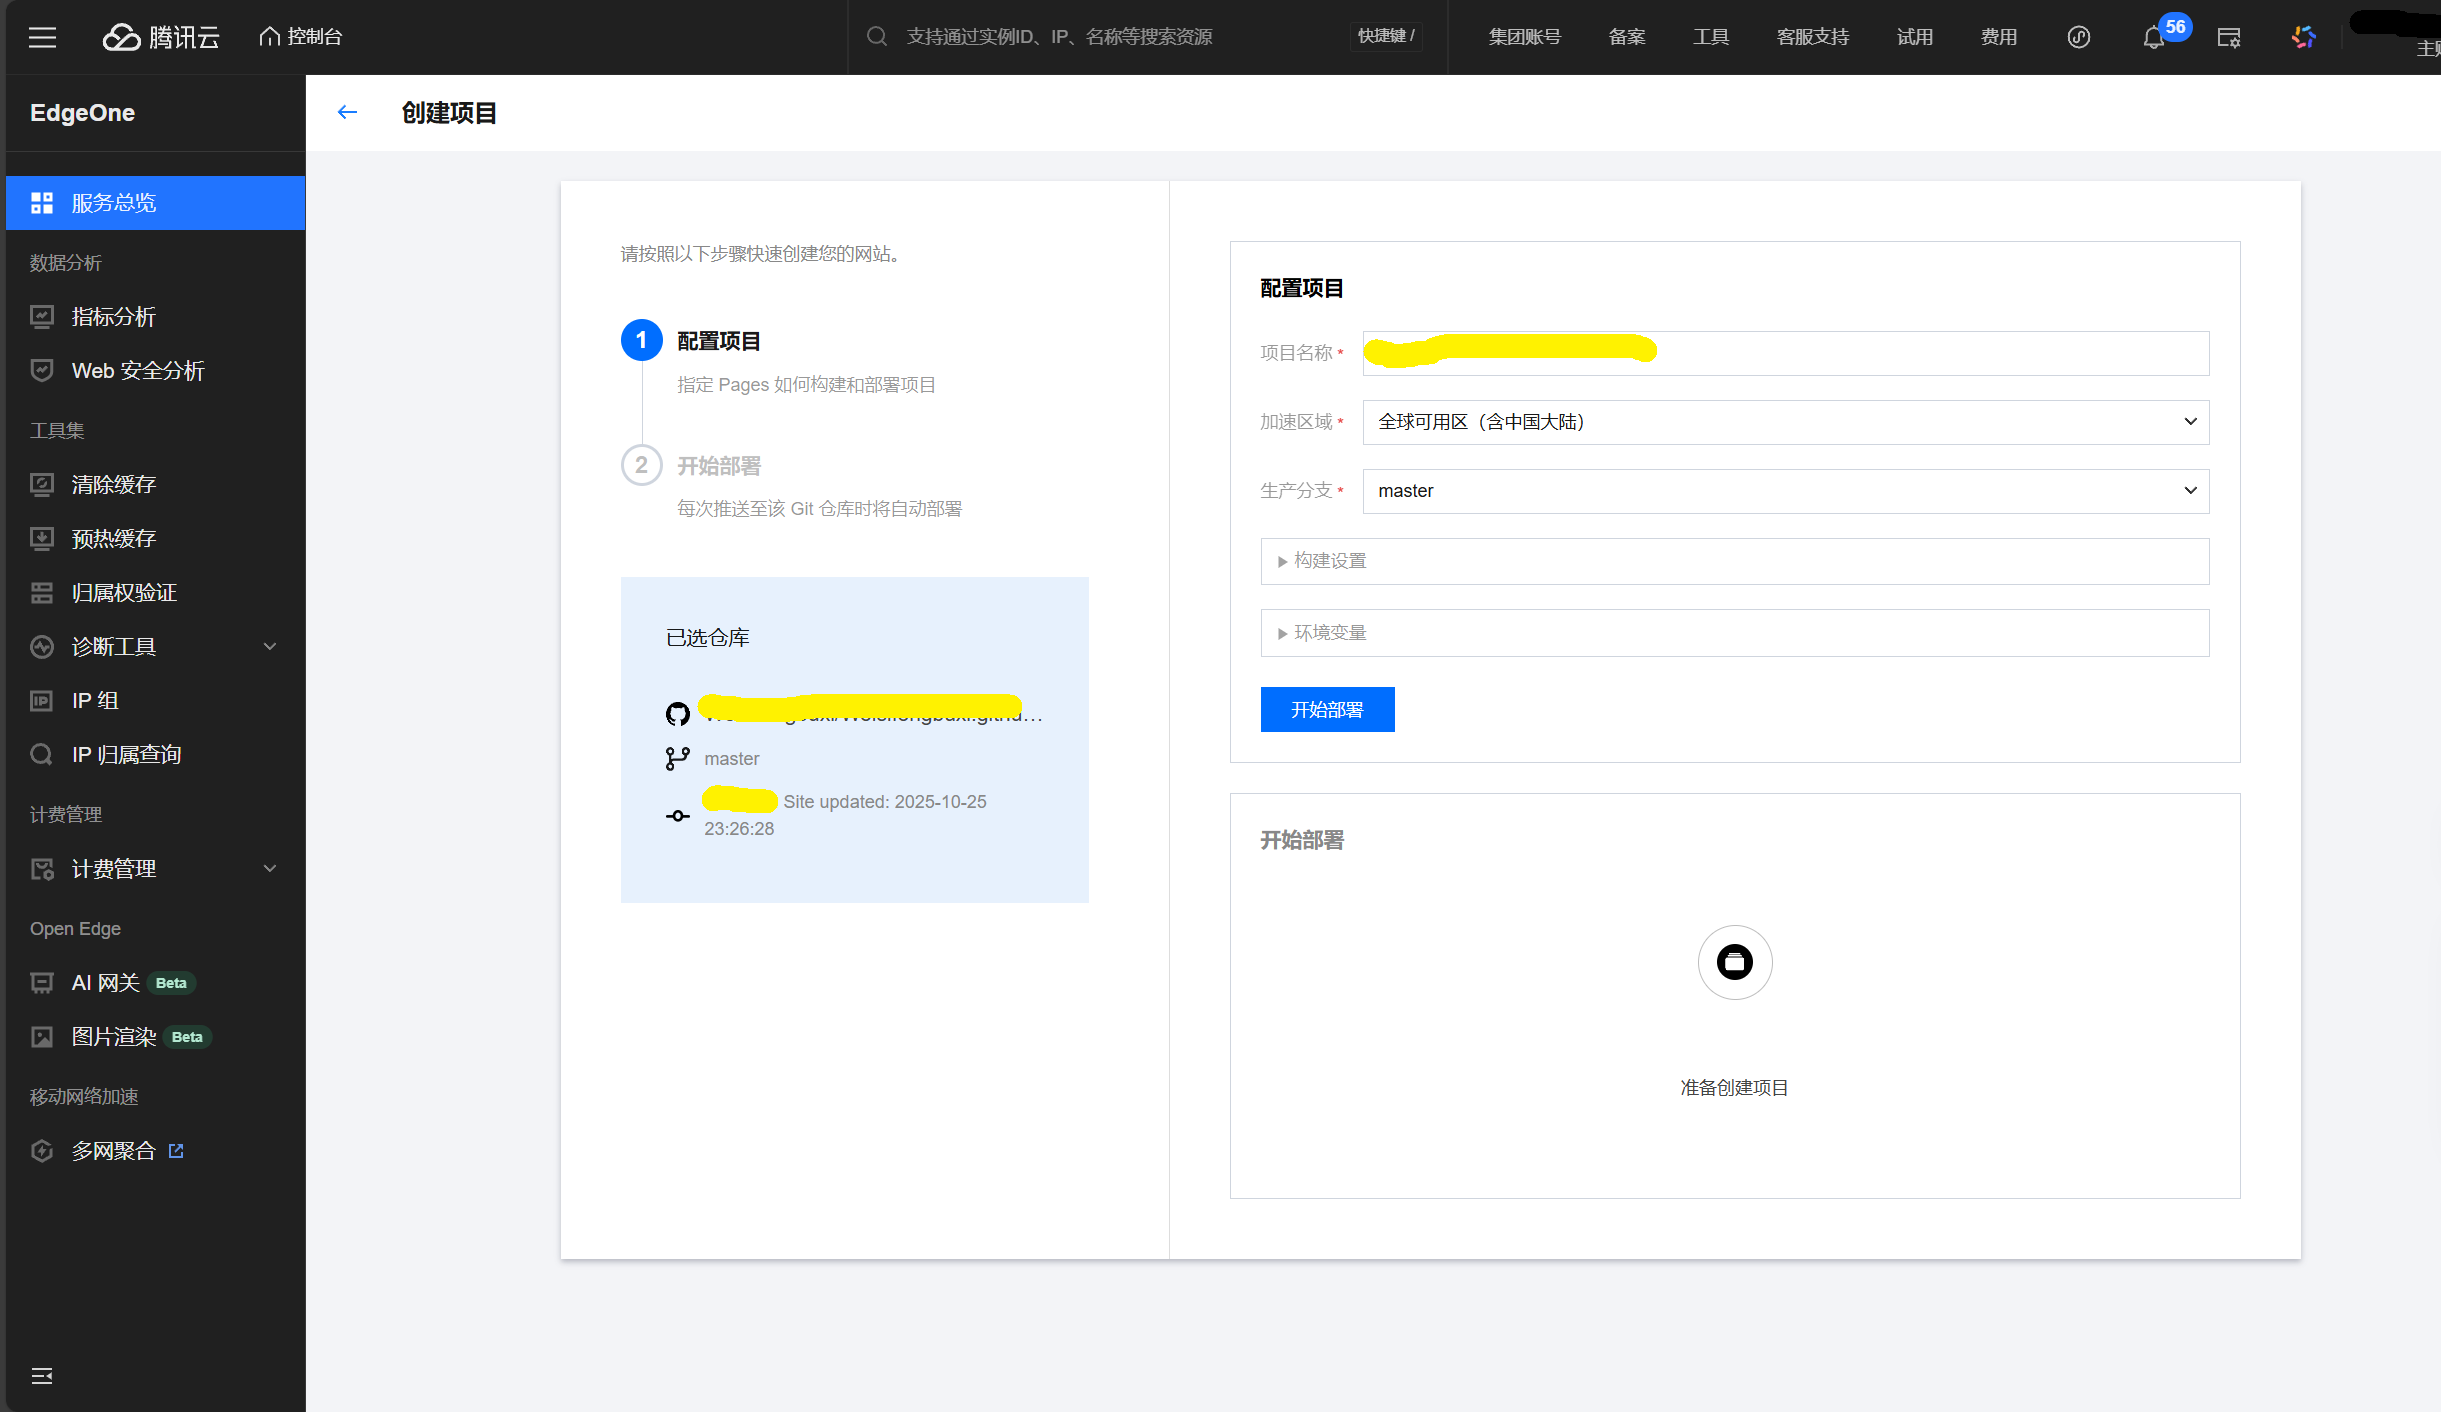 腾讯云
控制台
支持通过实例ID、IP、名称等搜索资源
快捷键 /
集团账号
备案
工具
客服支持
试用
费用
56
EdgeOne
服务总览
数据分析
指标分析
Web 安全分析
工具集
清除缓存
预热缓存
归属权验证
诊断工具
IP 组
IP 归属查询
计费管理
计费管理
Open Edge
AI 网关 Beta
图片渲染 Beta
移动网络加速
多网聚合
创建项目
请按照以下步骤快速创建您的网站。
1 配置项目
指定 Pages 如何构建和部署项目
2 开始部署
每次推送至该 Git 仓库时将自动部署
已选仓库
master
Site updated: 2025-10-25
23:26:28
配置项目
项目名称 *
加速区域 * 全球可用区（含中国大陆）
生产分支 * master
构建设置
环境变量
开始部署
开始部署
准备创建项目